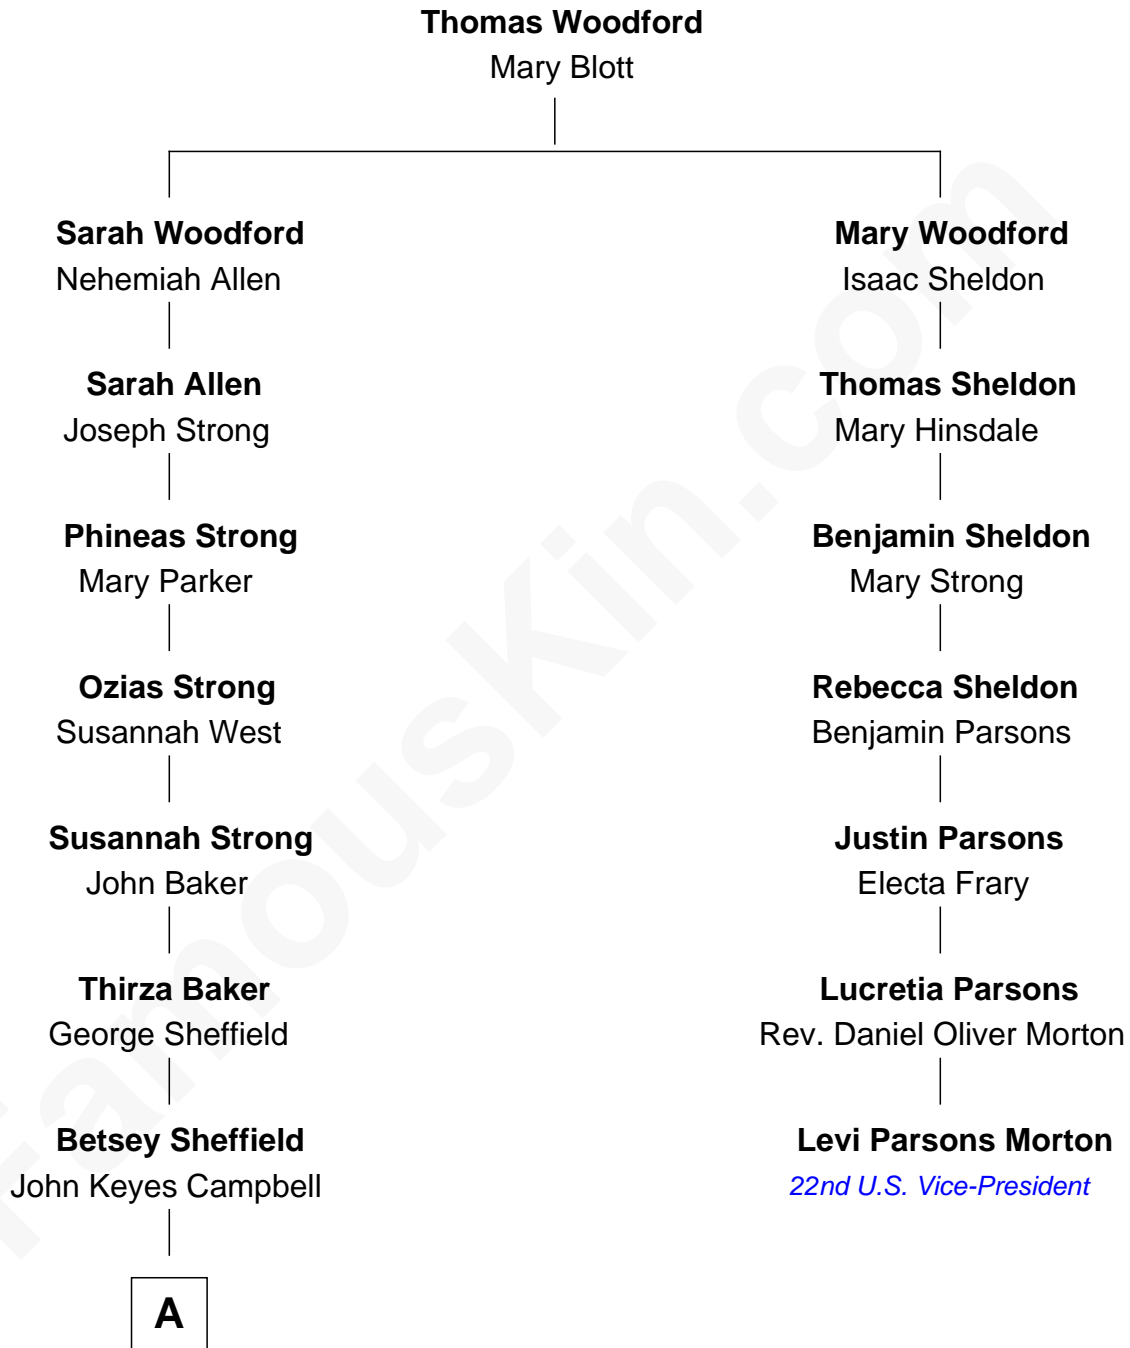 Thomas Woodford
Mary Blott
Sarah Woodford
Nehemiah Allen
Mary Woodford
Isaac Sheldon
Sarah Allen
Joseph Strong
Thomas Sheldon
Mary Hinsdale
Phineas Strong
Mary Parker
Benjamin Sheldon
Mary Strong
Ozias Strong
Susannah West
Rebecca Sheldon
Benjamin Parsons
Susannah Strong
John Baker
Justin Parsons
Electa Frary
Thirza Baker
George Sheffield
Lucretia Parsons
Rev. Daniel Oliver Morton
Betsey Sheffield
John Keyes Campbell
Levi Parsons Morton
22nd U.S. Vice-President
A
FamousKin.com